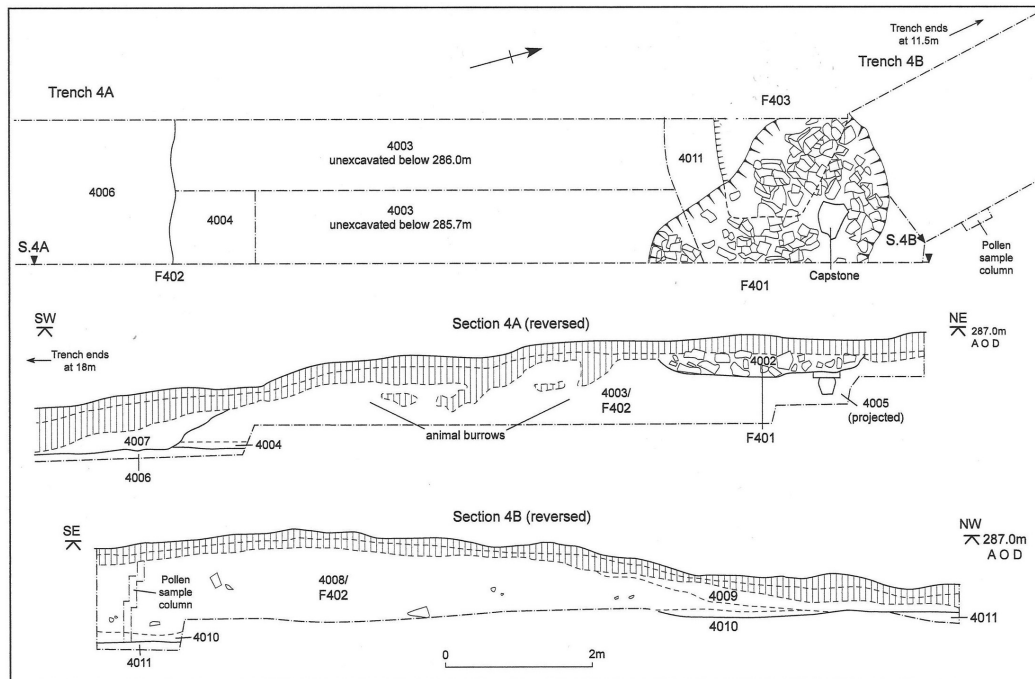 Trench ends
at 11.5m
Trench 4B
Trench 4A
F403
4003
unexcavated below 286.0m
4011
4006
4004
4003
unexcavated below 285.7m
S.4A
S.4B
Pollen
sample
column
F402
F401
Capstone
SW
Section 4A (reversed)
NE
287.0m
A O D
Trench ends
at 18m
4002
4003/
F402
4005
(projected)
animal burrows
4007
4004
F401
4006
Section 4B (reversed)
SE
NW
287.0m
A O D
Pollen
sample
column
4008/
F402
4009
4010
4010
4011
4011
0
2m